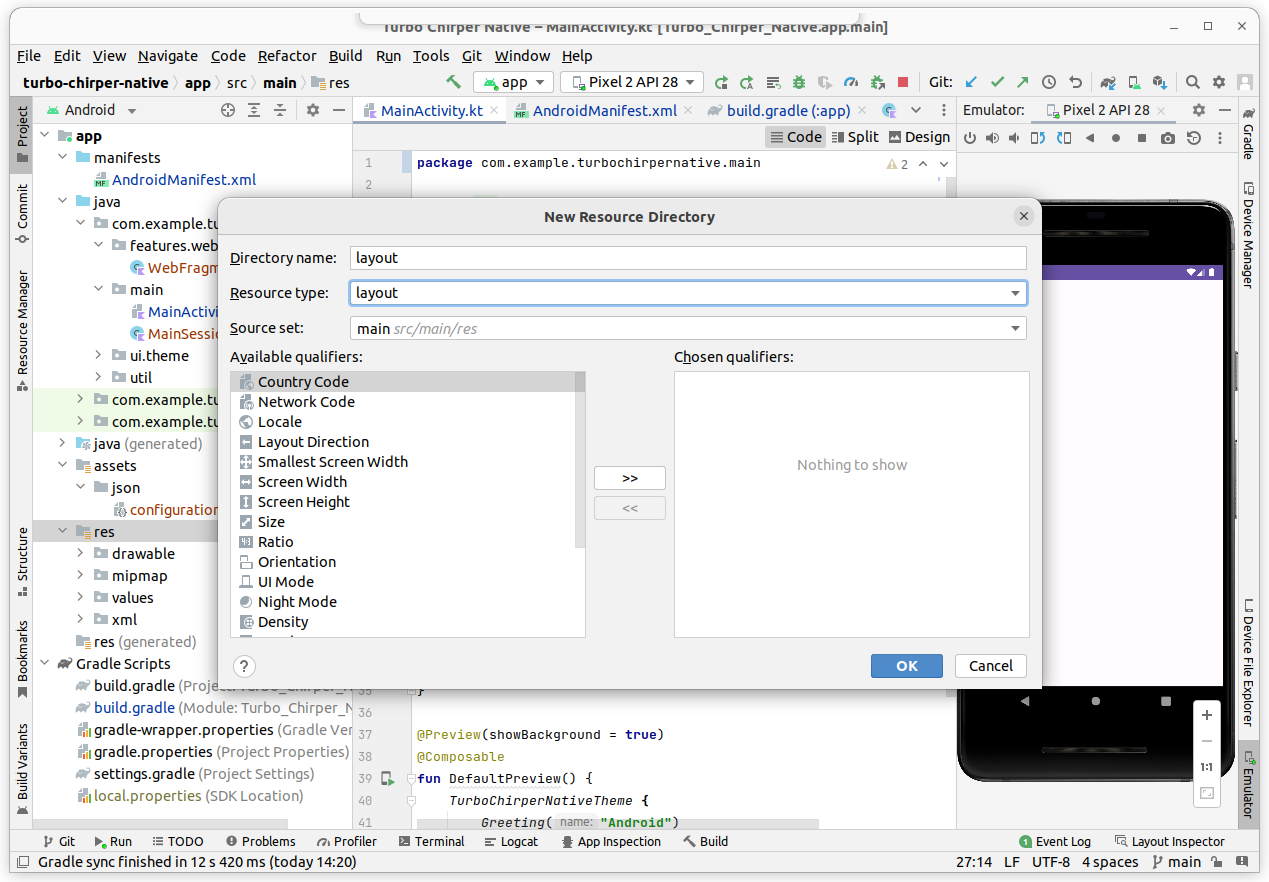 Turbo Chirper Native – MainActivity.kt [Turbo_Chirper_Native.app.main]
File Edit View Navigate Code Refactor Build Run Tools Git Window Help
turbo-chirper-native app src main res
app Pixel 2 API 28 Git:
Project
Commit
Resource Manager
Structure
Bookmarks
Build Variants
Android
app
manifests
AndroidManifest.xml
java
com.example.tu
features.web
WebFragm
main
MainActivi
MainSessio
ui.theme
util
com.example.tu
com.example.tu
java (generated)
assets
json
configuration
res
drawable
mipmap
values
xml
res (generated)
Gradle Scripts
build.gradle (Project: Turbo_Chirper_N
build.gradle (Module: Turbo_Chirper_N
gradle-wrapper.properties (Gradle Ver
gradle.properties (Project Properties)
settings.gradle (Project Settings)
local.properties (SDK Location)
MainActivity.kt AndroidManifest.xml build.gradle (:app)
Code Split Design
1 package com.example.turbochirpernative.main 2
2
New Resource Directory
Directory name: layout
Resource type: layout
Source set: main src/main/res
Available qualifiers:
Country Code
Network Code
Locale
Layout Direction
Smallest Screen Width
Screen Width
Screen Height
Size
Ratio
Orientation
UI Mode
Night Mode
Density
>>
<<
Chosen qualifiers:
Nothing to show
? OK Cancel
35 }
36
37 @Preview(showBackground = true)
38 @Composable
39 fun DefaultPreview() {
40 TurboChirperNativeTheme {
41 Greeting( name: "Android")
Emulator: Pixel 2 API 28
+
−
1:1
Gradle
Device Manager
Device File Explorer
Emulator
Git Run TODO Problems Profiler Terminal Logcat App Inspection Build 1 Event Log Layout Inspector
Gradle sync finished in 12 s 420 ms (today 14:20) 27:14 LF UTF-8 4 spaces main